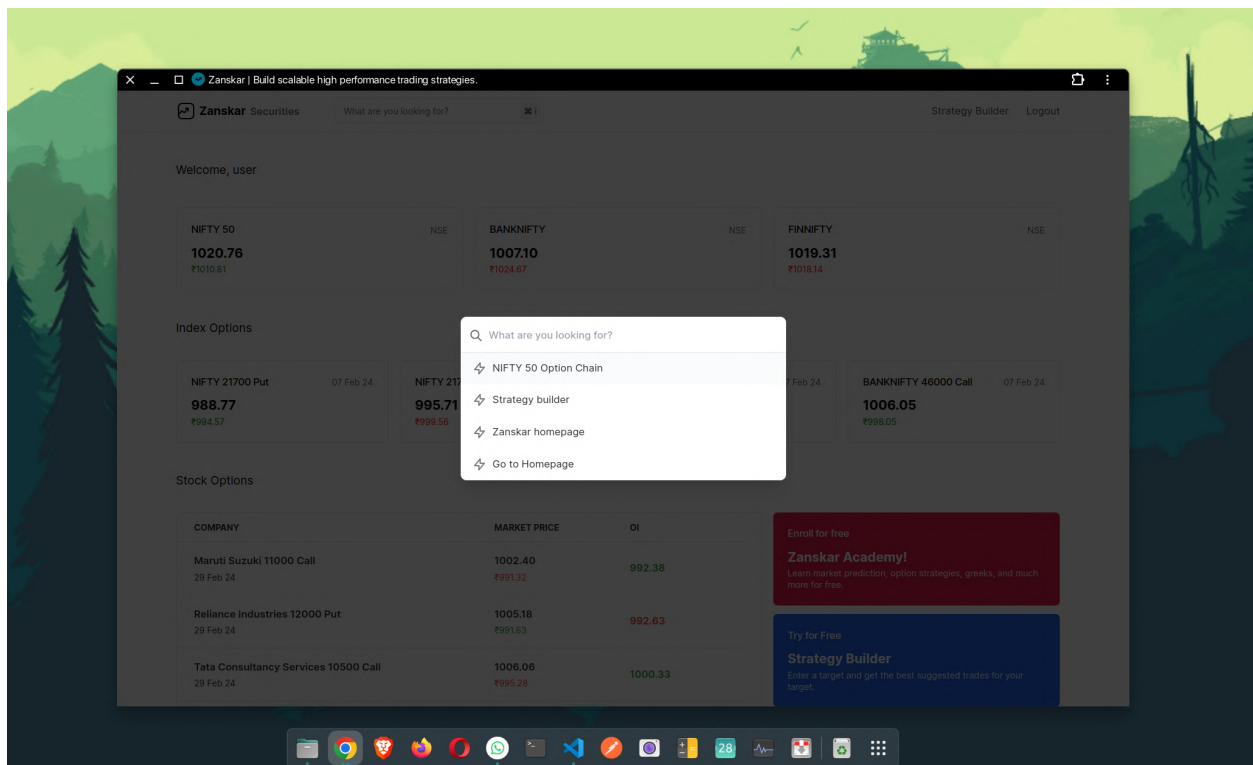 Zanskar | Build scalable high performance trading strategies.
Zanskar Securities
What are you looking for?
⌘ i
Strategy Builder
Logout
Welcome, user
NIFTY 50
NSE
1020.76
₹1010.81
BANKNIFTY
NSE
1007.10
₹1024.67
FINNIFTY
NSE
1019.31
₹1018.14
Index Options
NIFTY 21700 Put
07 Feb 24
988.77
₹994.57
NIFTY 217
995.71
₹999.56
7 Feb 24
BANKNIFTY 46000 Call
07 Feb 24
1006.05
₹998.05
What are you looking for?
NIFTY 50 Option Chain
Strategy builder
Zanskar homepage
Go to Homepage
Stock Options
COMPANY
MARKET PRICE
OI
Maruti Suzuki 11000 Call
29 Feb 24
1002.40
₹991.32
992.38
Reliance Industries 12000 Put
29 Feb 24
1005.18
₹991.63
992.63
Tata Consultancy Services 10500 Call
29 Feb 24
1006.06
₹995.28
1000.33
Enroll for free
Zanskar Academy!
Learn market prediction, option strategies, greeks, and much
more for free.
Try for Free
Strategy Builder
Enter a target and get the best suggested trades for your
target.
28